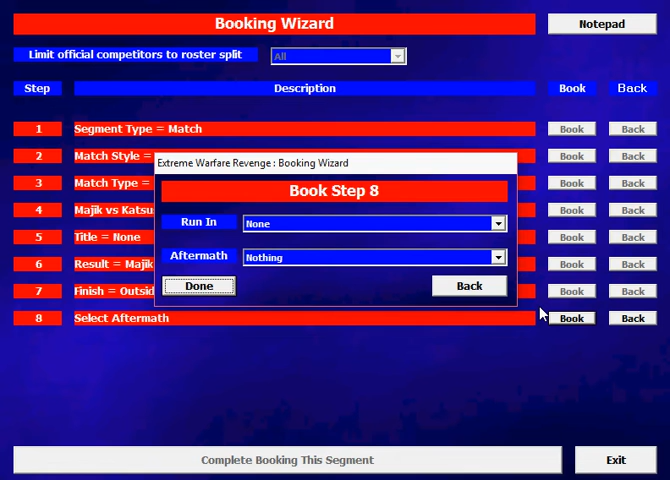 Booking Wizard
Notepad
Limit official competitors to roster split
All
Step Description Book Back
1 Segment Type = Match Book Back
2 Match Style = Book Back
Extreme Warfare Revenge : Booking Wizard
3 Match Type = Book Back
Book Step 8
4 Majik vs Katsu Book Back
Run In None
5 Title = None Book Back
Aftermath Nothing
6 Result = Majik Book Back
Done Back
7 Finish = Outsid Book Back
8 Select Aftermath Book Back
Complete Booking This Segment Exit